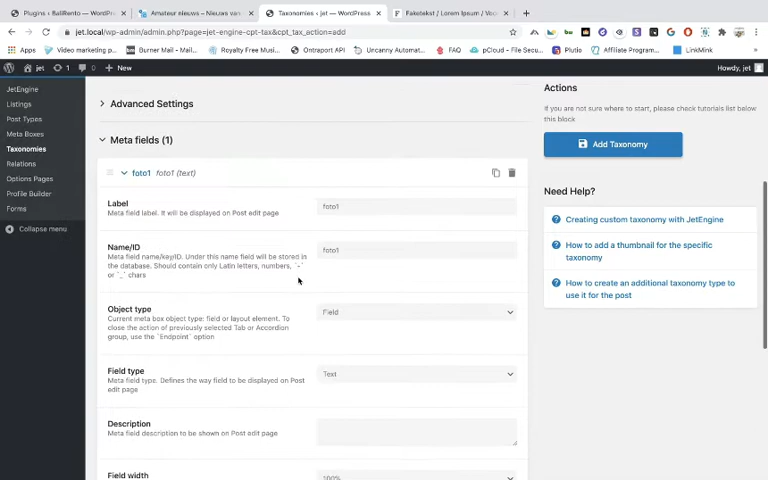 Plugins ‹ BallRento — WordPr
Amateur nieuws – Nieuws van
Taxonomies ‹ jet — WordPress
Faketekst / Lorem Ipsum / Voo
jet.local/wp-admin/admin.php?page=jet-engine-cpt-tax&cpt_tax_action=add
Apps
Video marketing p...
Burner Mail - Mail...
Royalty Free Musi...
Ontraport API
Uncanny Automat...
FAQ
pCloud - File Secu...
Plutio
Affiliate Program...
LinkMink
jet
1
New
Howdy, jet
JetEngine
Listings
Post Types
Meta Boxes
Taxonomies
Relations
Options Pages
Profile Builder
Forms
Collapse menu
Advanced Settings
Meta fields (1)
foto1 foto1 (text)
Label
Meta field label. It will be displayed on Post edit page
foto1
Name/ID
Meta field name/key/ID. Under this name field will be stored in
the database. Should contain only Latin letters, numbers, `-`
or `_` chars
foto1
Object type
Current meta box object type: field or layout element. To
close the action of previously selected Tab or Accordion
group, use the `Endpoint` option
Field
Field type
Meta field type. Defines the way field to be displayed on Post
edit page
Text
Description
Meta field description to be shown on Post edit page
Field width
100%
Actions
If you are not sure where to start, please check tutorials list below
this block
Add Taxonomy
Need Help?
Creating custom taxonomy with JetEngine
How to add a thumbnail for the specific
taxonomy
How to create an additional taxonomy type to
use it for the post